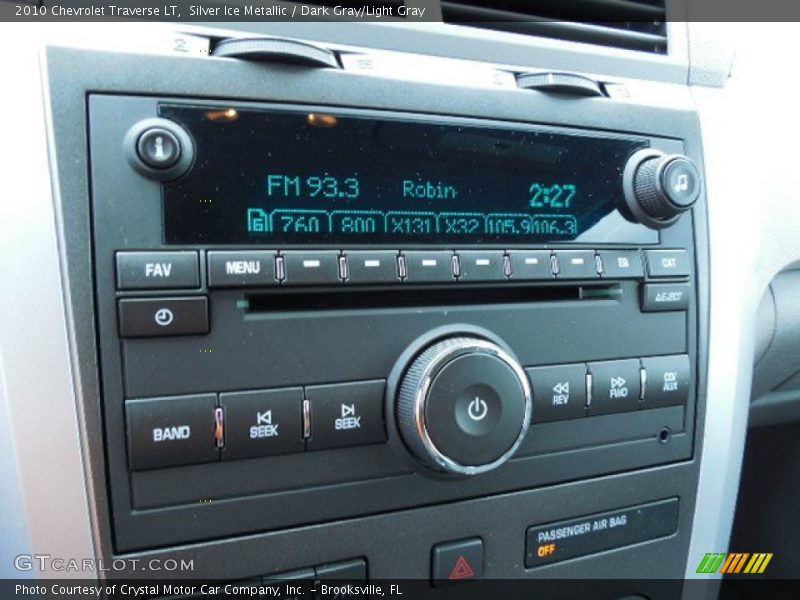 2010 Chevrolet Traverse LT,  Silver Ice Metallic / Dark Gray/Light Gray
i
FM 93.3 Robin 2:27
6 760 800 X131 X32 105.9 106.3
FAV MENU CAT
EJECT
BAND SEEK SEEK REV FWD CD/AUX
PASSENGER AIR BAG
OFF
GTCARLOT.COM
Photo Courtesy of Crystal Motor Car Company, Inc. – Brooksville, FL